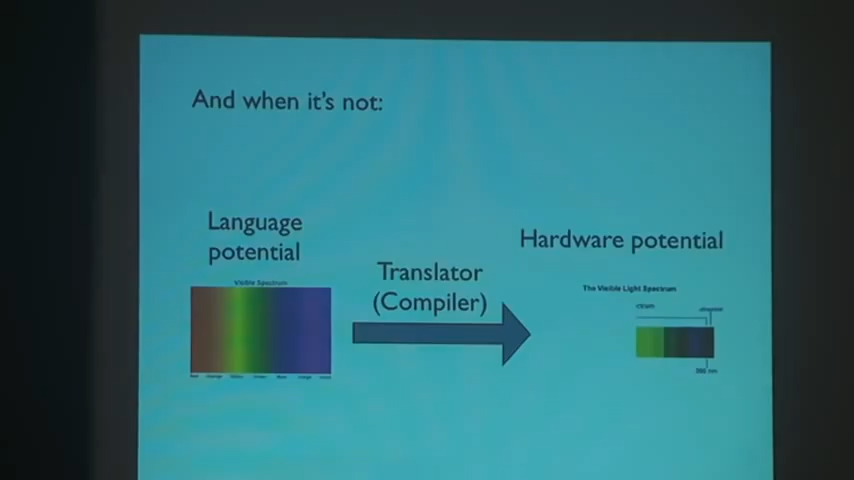 And when it's not:
Language
potential
Visible Spectrum
Translator
(Compiler)
Hardware potential
The Visible Light Spectrum